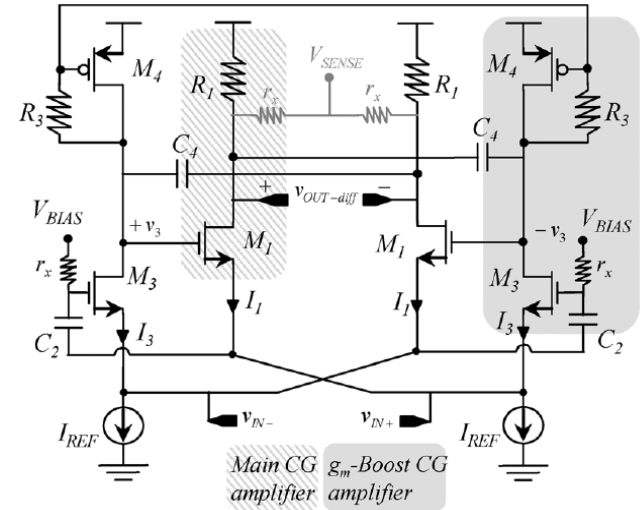 M4
R1
VSENSE
rx
rx
R1
M4
R3
R3
C4
C4
+ vOUT-diff −
VBIAS
+ v3
M1
M1
− v3
VBIAS
rx
M3
M3
rx
C2
I3
I1
I1
I3
C2
IREF
vIN-
vIN+
IREF
Main CG
amplifier
gm-Boost CG
amplifier